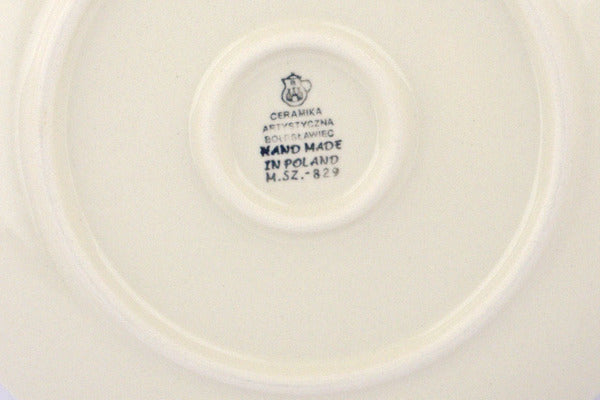 CERAMIKA
ARTYSTYCZNA
BOLESŁAWIEC
HAND MADE
IN POLAND
M.SZ.-829